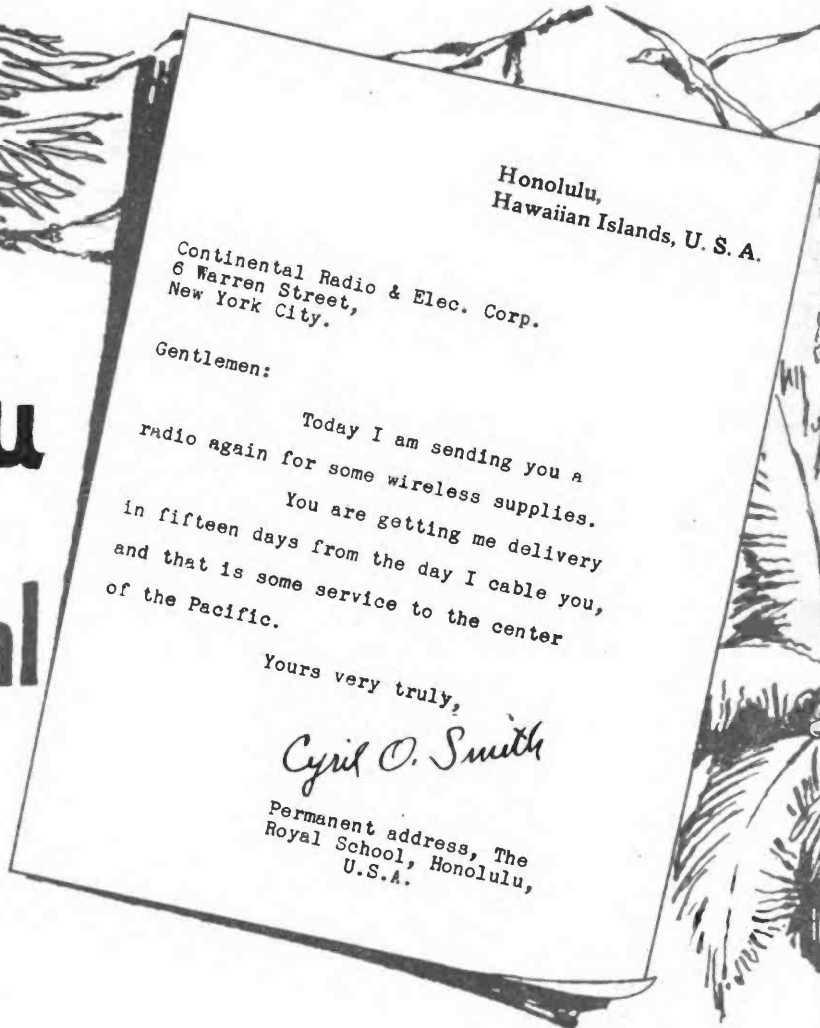 Honolulu,
Hawaiian Islands, U. S. A.
Continental Radio & Elec. Corp.
6 Warren Street,
New York City.
Gentlemen:
Today I am sending you a
radio again for some wireless supplies.
You are getting me delivery
in fifteen days from the day I cable you,
and that is some service to the center
of the Pacific.
Yours very truly,
Cyril O. Smith
Permanent address, The
Royal School, Honolulu,
U.S.A.